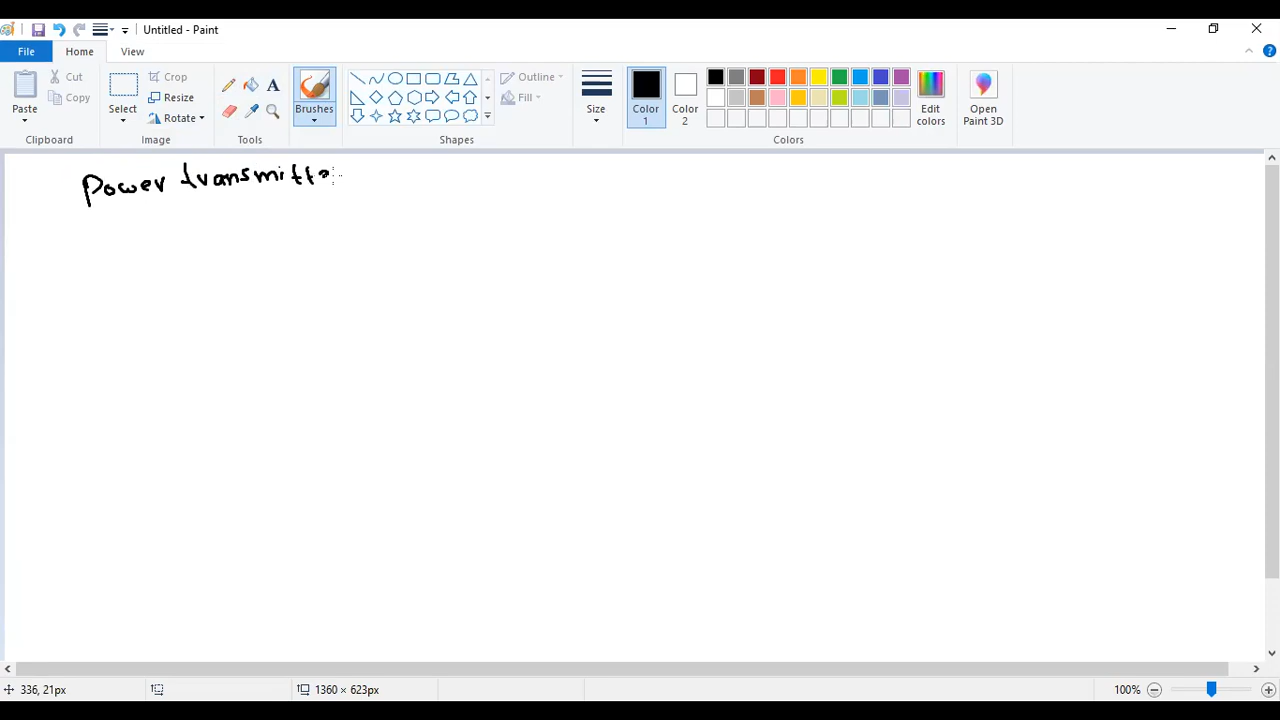 Untitled - Paint
File Home View
Paste Cut Copy Clipboard
Select Crop Resize Rotate Image
Tools
Brushes
Shapes
Outline Fill
Size
Color 1
Color 2
Edit colors
Colors
Open Paint 3D
Power transmitte
336, 21px
1360 × 623px
100%